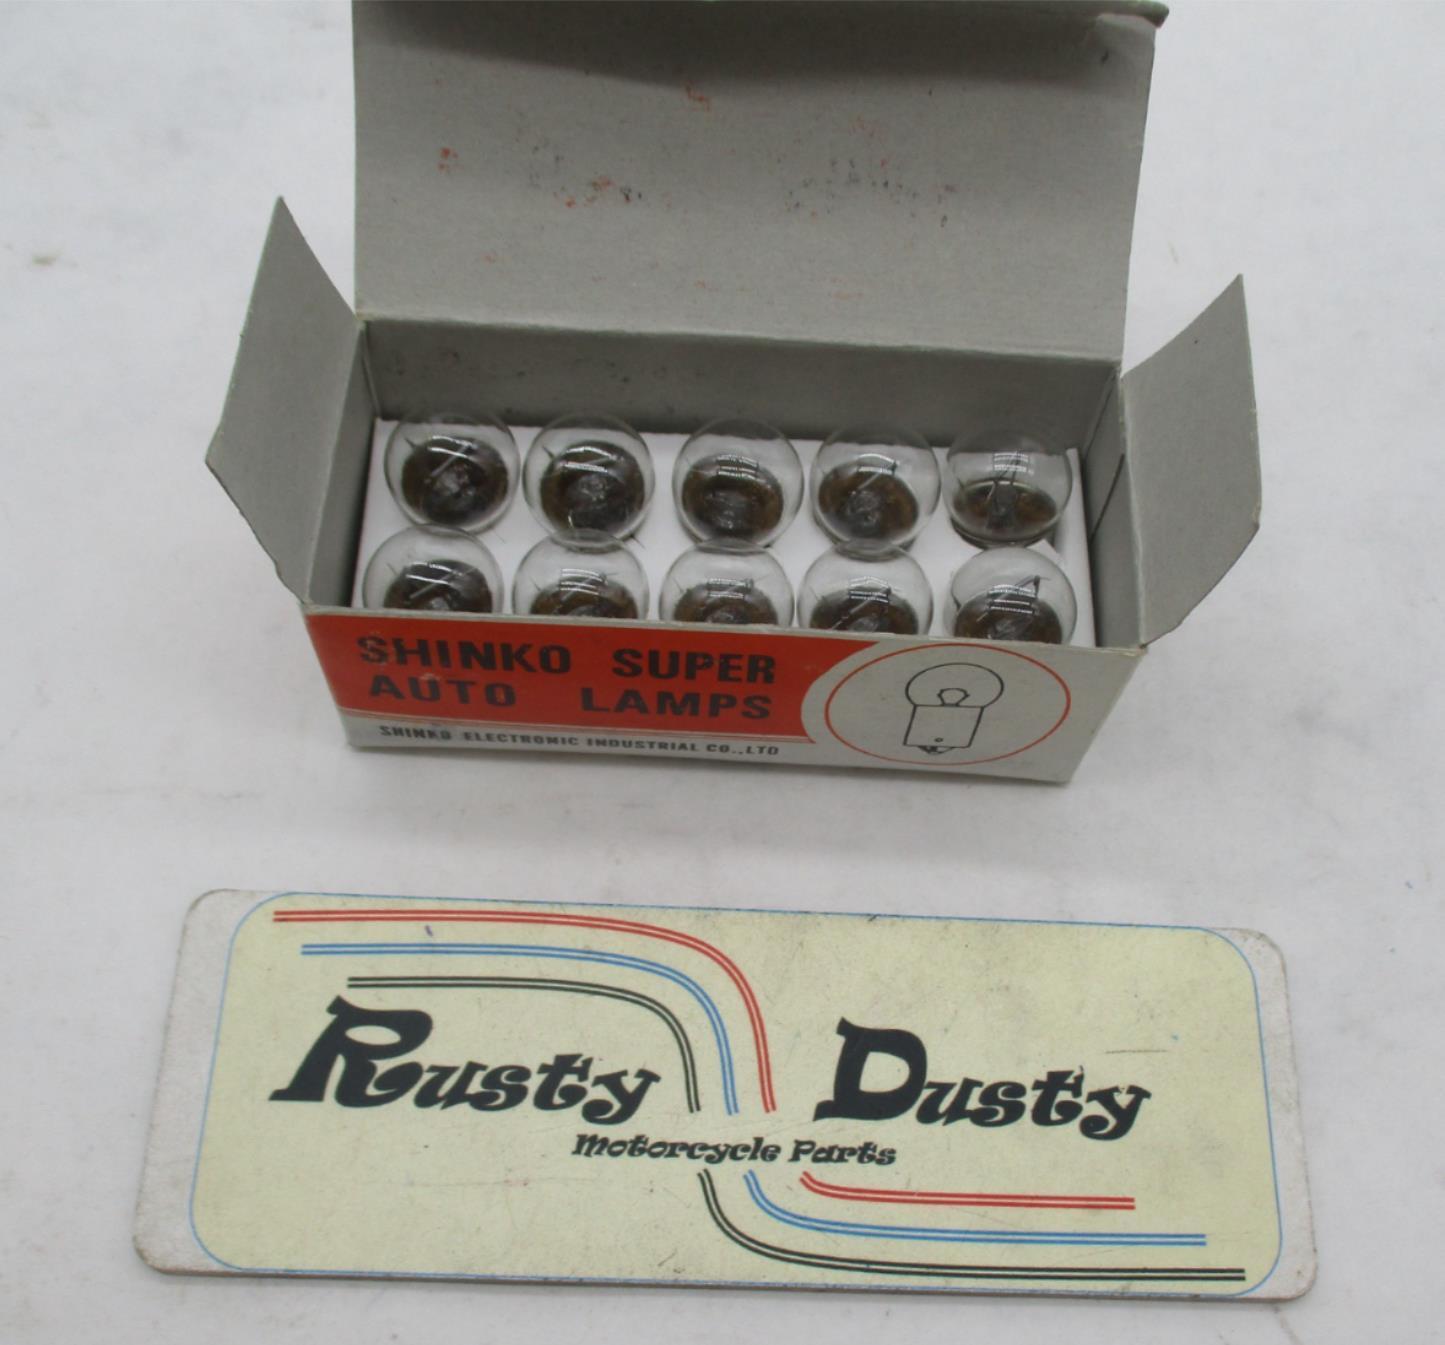 SHINKO SUPER
AUTO LAMPS
SHINKO ELECTRONIC INDUSTRIAL CO.,LTD
Rusty Dusty
Motorcycle Parts